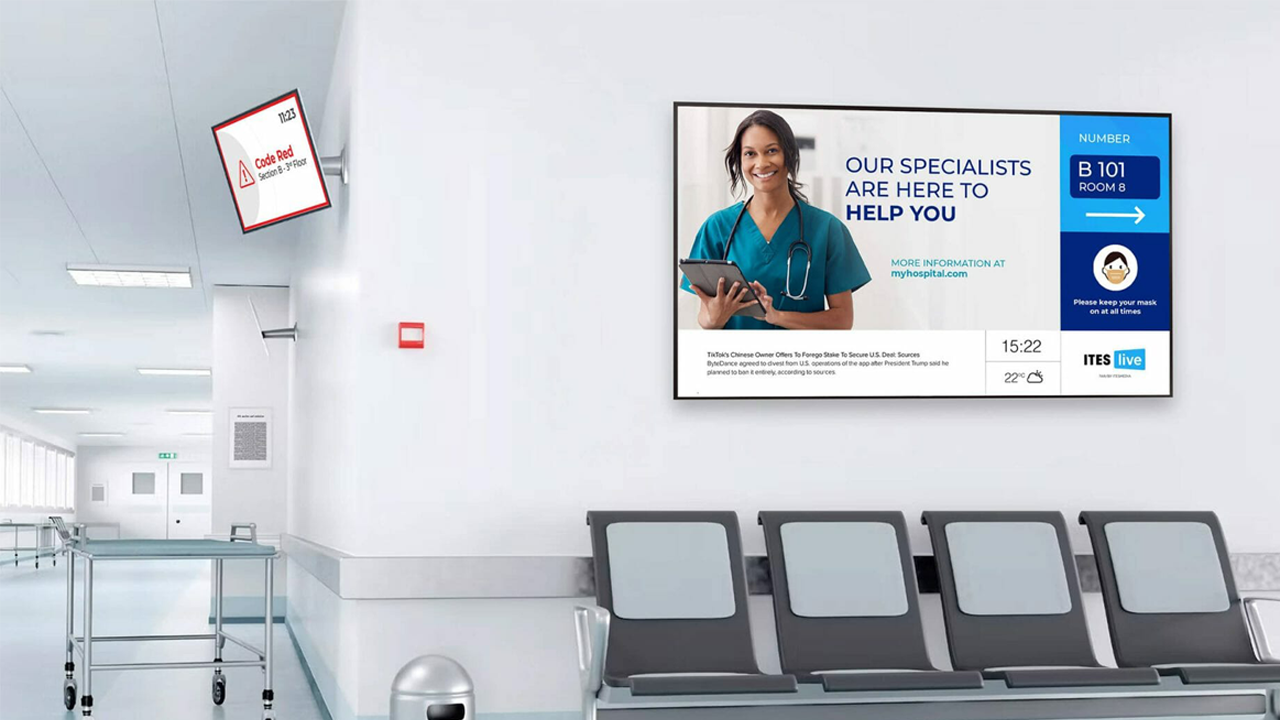 11:23
Code Red
Section B - 3rd Floor
OUR SPECIALISTS
ARE HERE TO
HELP YOU
MORE INFORMATION AT
myhospital.com
NUMBER
B 101
ROOM 8
Please keep your mask
on at all times
TikTok's Chinese Owner Offers To Forego Stake To Secure U.S. Deal: Sources
ByteDance agreed to divest from U.S. operations of the app after President Trump said he
planned to ban it entirely, according to sources
15:22
22°C
ITES live